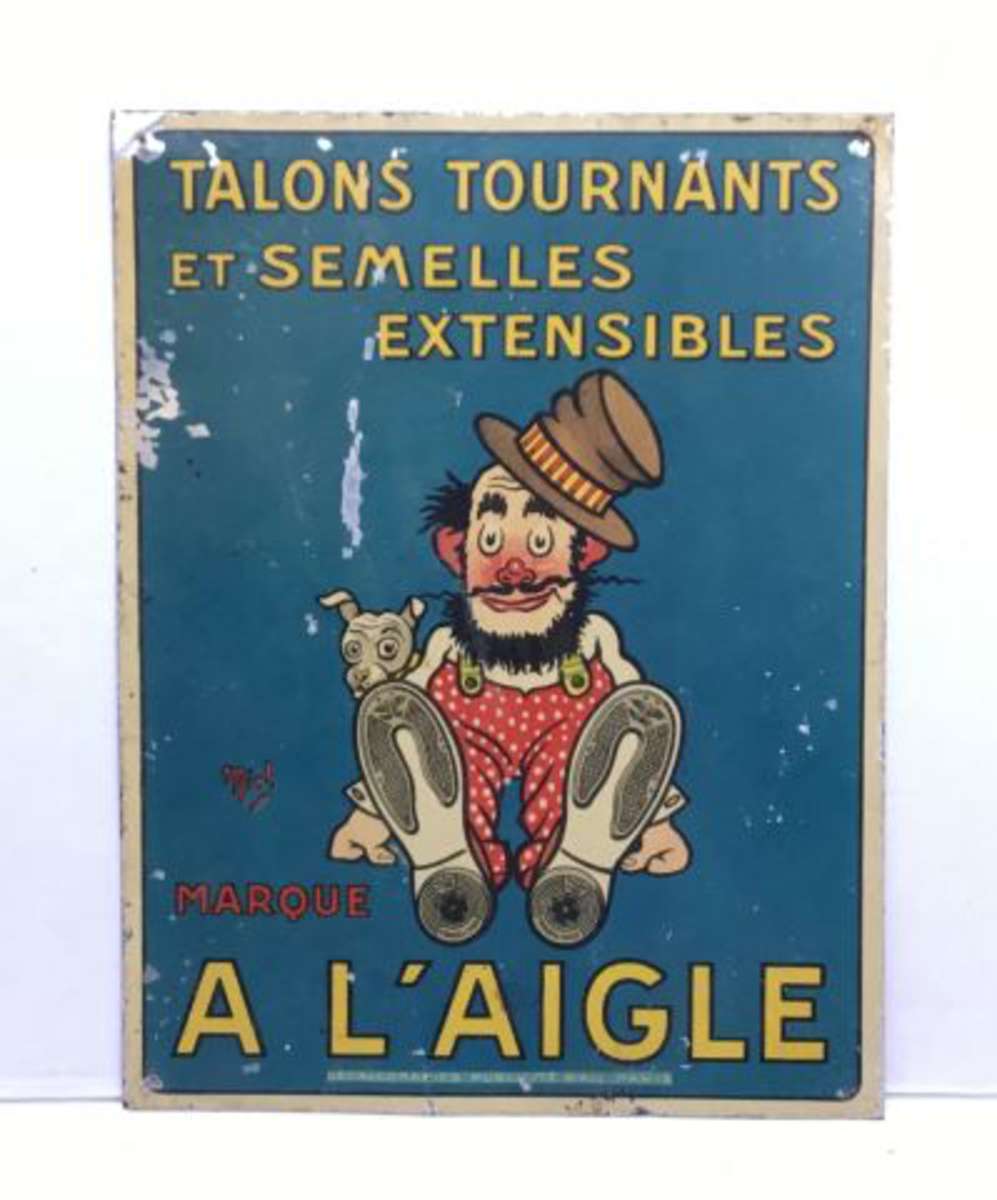 TALONS TOURNANTS
ET SEMELLES
EXTENSIBLES
MARQUE
A L'AIGLE